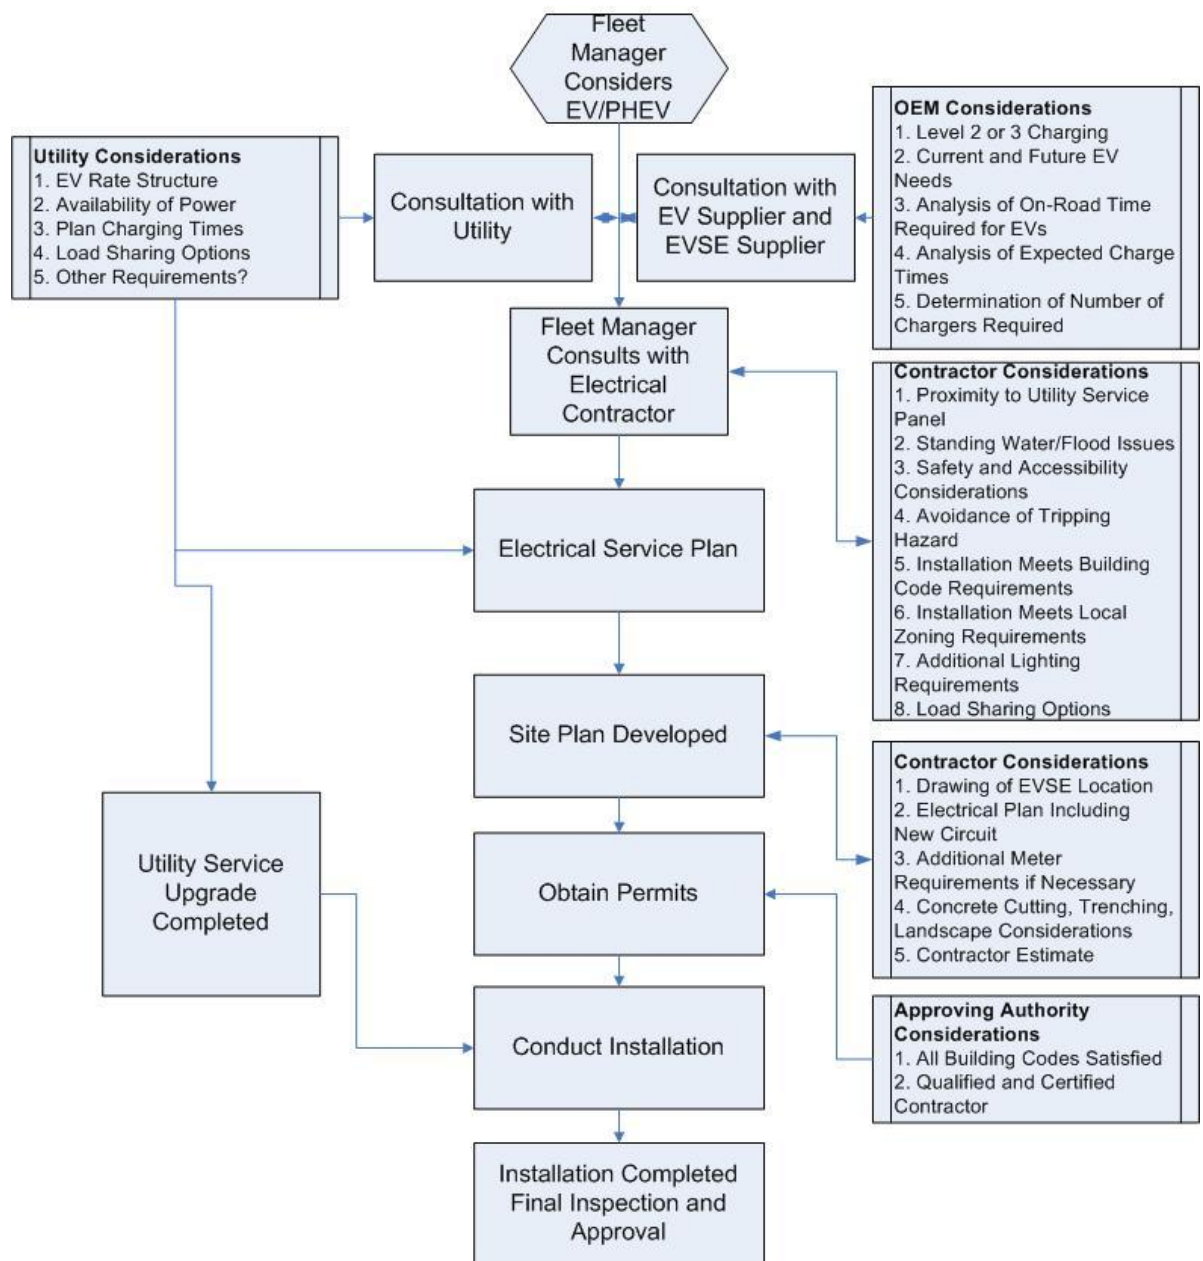 Fleet
Manager
Considers
EV/PHEV
Utility Considerations
1. EV Rate Structure
2. Availability of Power
3. Plan Charging Times
4. Load Sharing Options
5. Other Requirements?
Consultation with
Utility
Consultation with
EV Supplier and
EVSE Supplier
OEM Considerations
1. Level 2 or 3 Charging
2. Current and Future EV
Needs
3. Analysis of On-Road Time
Required for EVs
4. Analysis of Expected Charge
Times
5. Determination of Number of
Chargers Required
Fleet Manager
Consults with
Electrical
Contractor
Contractor Considerations
1. Proximity to Utility Service
Panel
2. Standing Water/Flood Issues
3. Safety and Accessibility
Considerations
4. Avoidance of Tripping
Hazard
5. Installation Meets Building
Code Requirements
6. Installation Meets Local
Zoning Requirements
7. Additional Lighting
Requirements
8. Load Sharing Options
Electrical Service Plan
Site Plan Developed
Contractor Considerations
1. Drawing of EVSE Location
2. Electrical Plan Including
New Circuit
3. Additional Meter
Requirements if Necessary
4. Concrete Cutting, Trenching,
Landscape Considerations
5. Contractor Estimate
Utility Service
Upgrade
Completed
Obtain Permits
Approving Authority
Considerations
1. All Building Codes Satisfied
2. Qualified and Certified
Contractor
Conduct Installation
Installation Completed
Final Inspection and
Approval